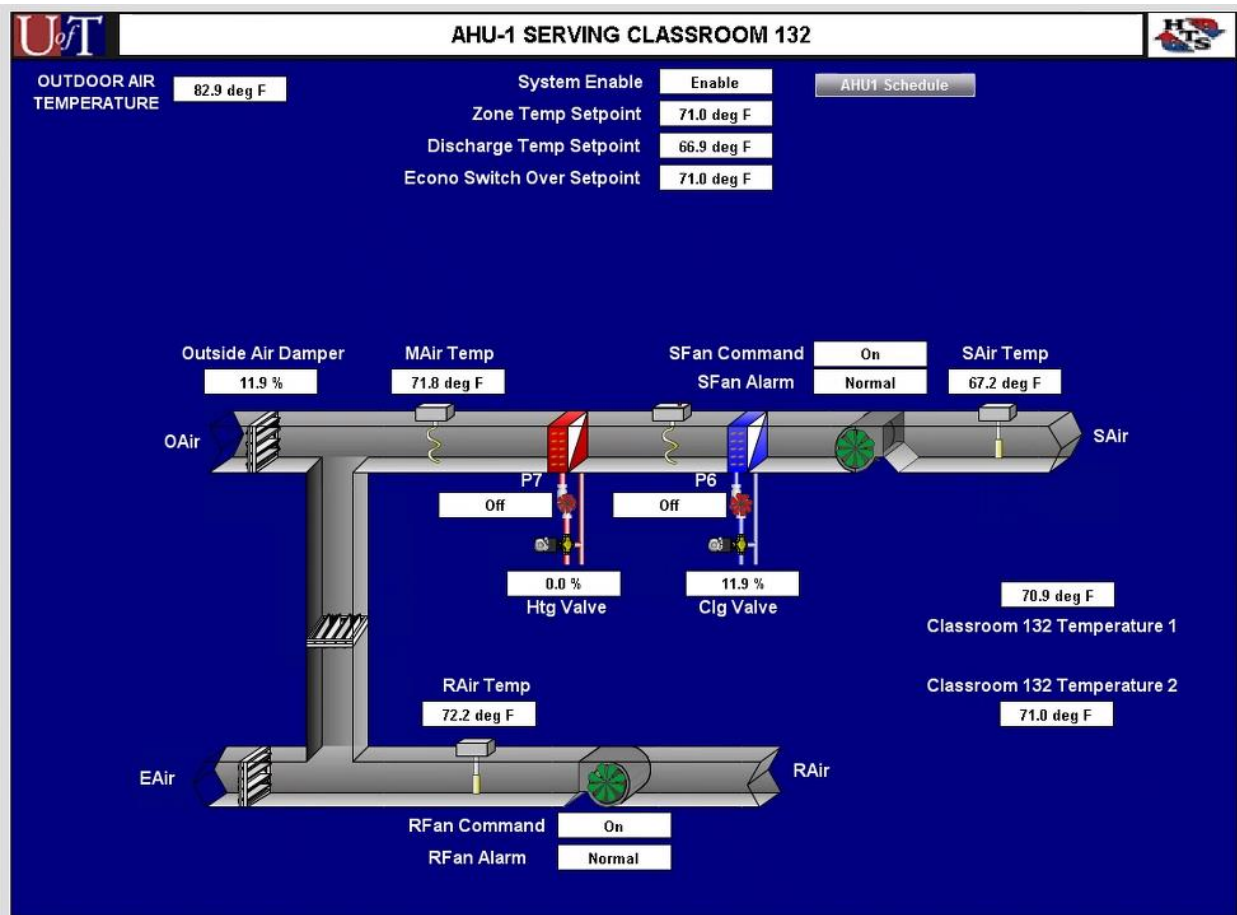 UofT
AHU-1 SERVING CLASSROOM 132
HTS
OUTDOOR AIR
TEMPERATURE
82.9 deg F
System Enable
Enable
AHU1 Schedule
Zone Temp Setpoint
71.0 deg F
Discharge Temp Setpoint
66.9 deg F
Econo Switch Over Setpoint
71.0 deg F
Outside Air Damper
11.9 %
MAir Temp
71.8 deg F
SFan Command
On
SFan Alarm
Normal
SAir Temp
67.2 deg F
OAir
SAir
P7
Off
P6
Off
0.0 %
Htg Valve
11.9 %
Clg Valve
70.9 deg F
Classroom 132 Temperature 1
Classroom 132 Temperature 2
71.0 deg F
RAir Temp
72.2 deg F
EAir
RAir
RFan Command
On
RFan Alarm
Normal